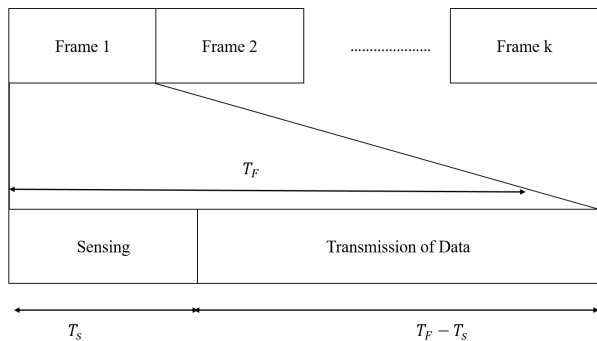 Frame 1 Frame 2 ..................... Frame k
T_F
Sensing Transmission of Data
T_s T_F − T_s